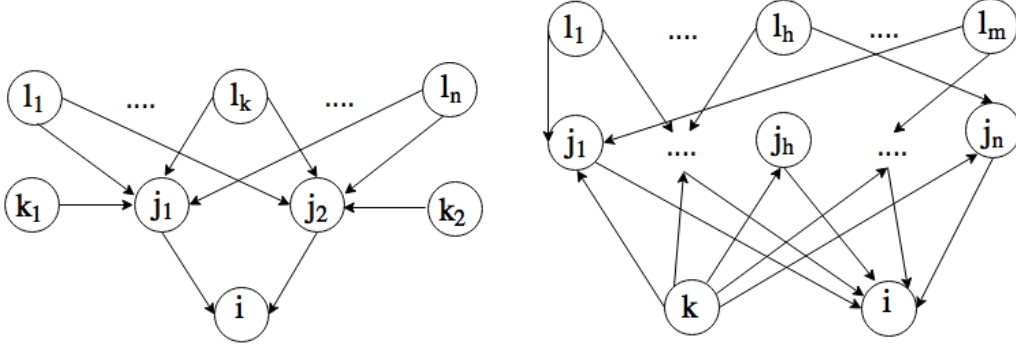 l₁ .... lₖ .... lₙ
k₁ j₁ j₂ k₂
i
l₁ .... lₕ .... lₘ
j₁ .... jₕ .... jₙ
k i